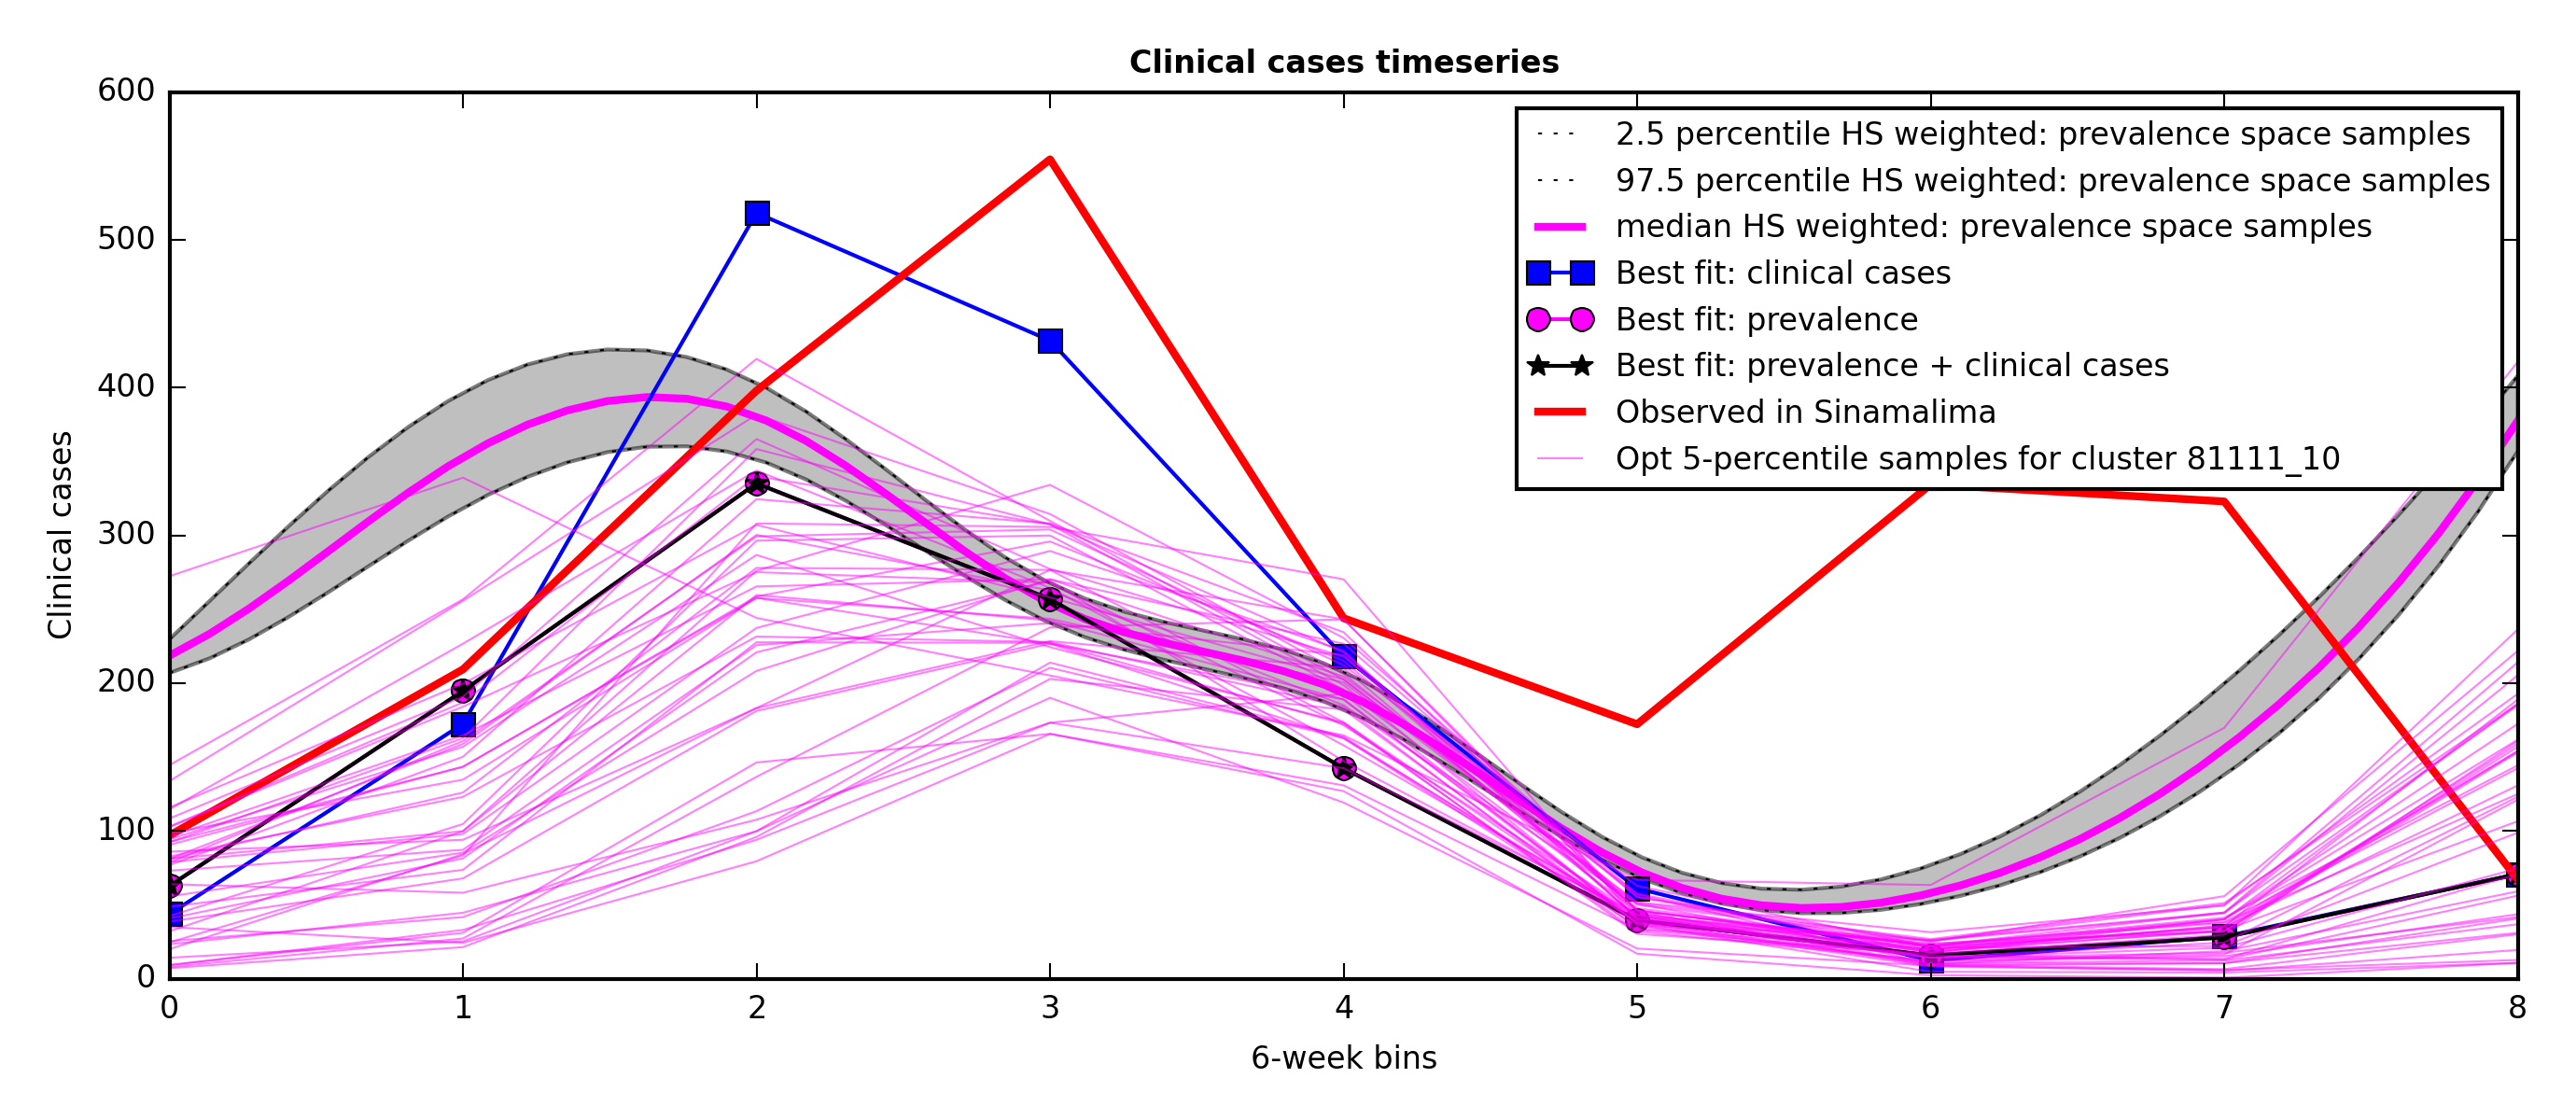 Clinical cases timeseries
600
500
400
300
200
100
0
Clinical cases
2.5 percentile HS weighted: prevalence space samples
97.5 percentile HS weighted: prevalence space samples
median HS weighted: prevalence space samples
Best fit: clinical cases
Best fit: prevalence
Best fit: prevalence + clinical cases
Observed in Sinamalima
Opt 5-percentile samples for cluster 81111_10
0 1 2 3 4 5 6 7 8
6-week bins